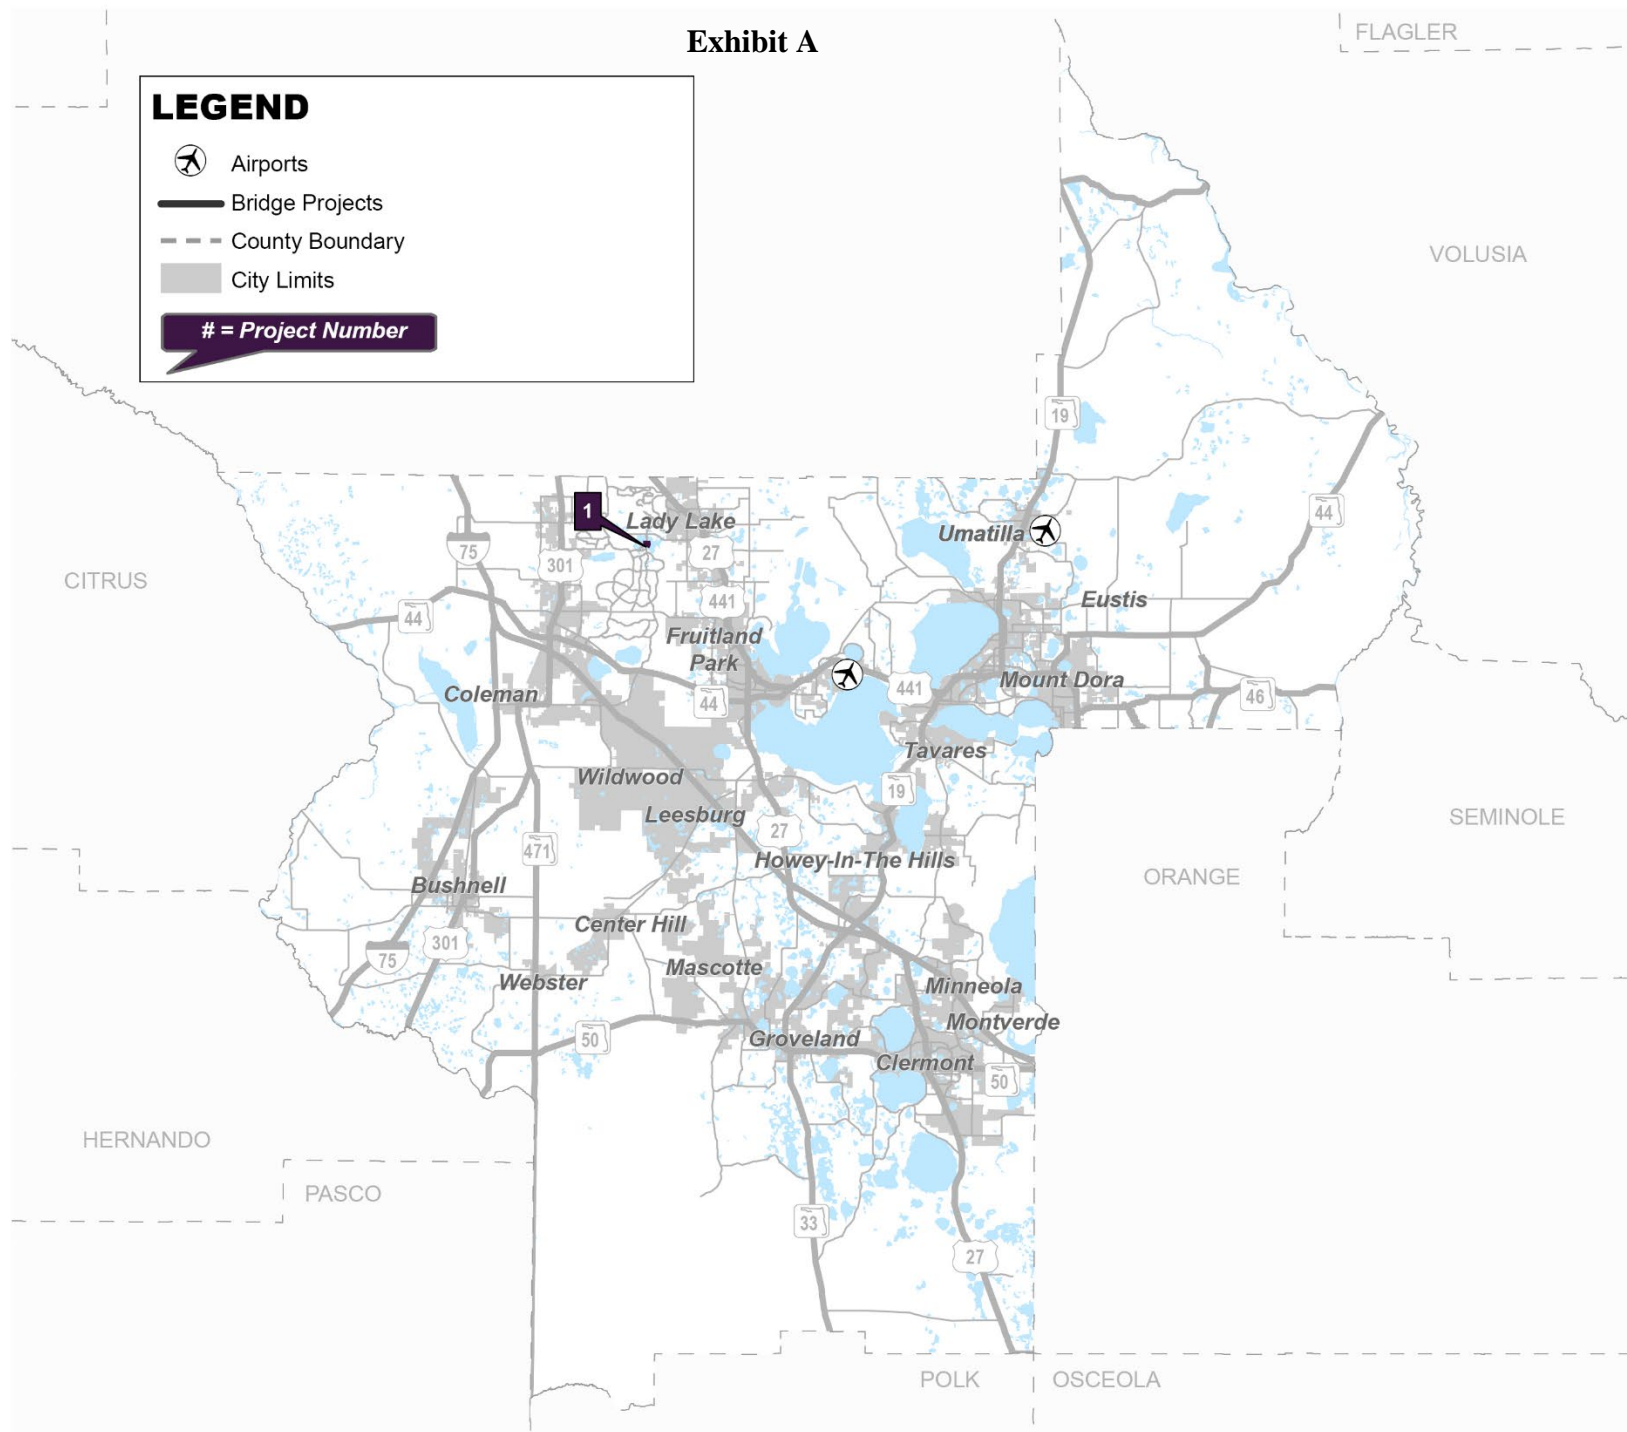 Exhibit A
FLAGLER
LEGEND
Airports
Bridge Projects
County Boundary
City Limits
# = Project Number
VOLUSIA
19
1
Lady Lake
44
Umatilla
75
27
301
CITRUS
441
Eustis
44
Fruitland
Park
Mount Dora
441
Coleman
44
46
Tavares
Wildwood
19
Leesburg
SEMINOLE
27
471
Howey-In-The Hills
ORANGE
Bushnell
Center Hill
301
75
Mascotte
Webster
Minneola
Montverde
50
Groveland
Clermont
50
HERNANDO
PASCO
33
27
POLK
OSCEOLA